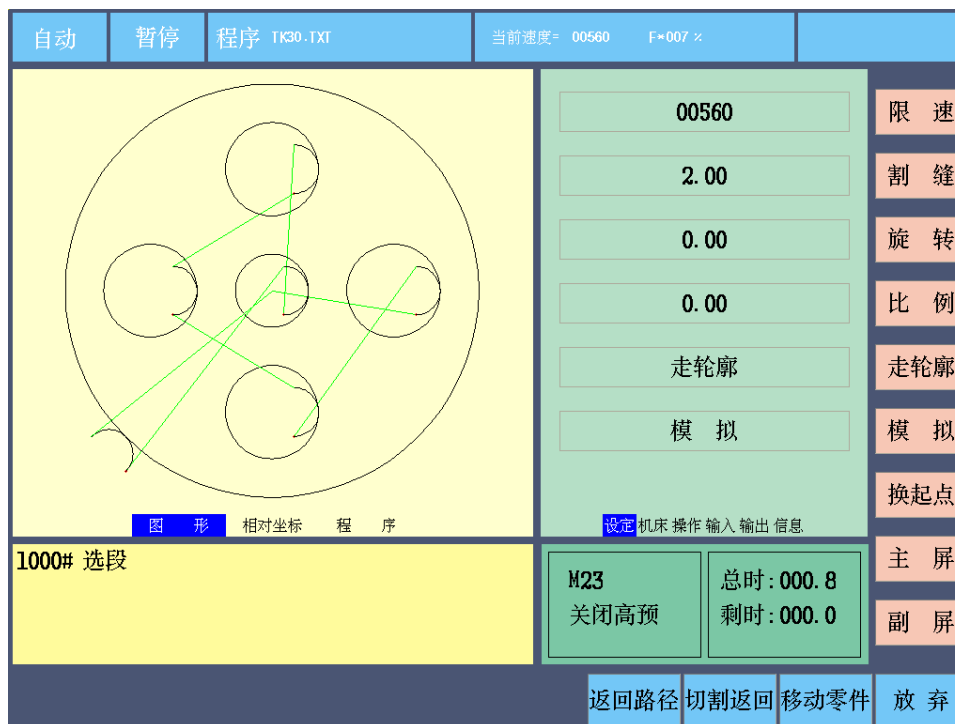 自动 暂停 程序 TK30.TXT 当前速度= 00560 F*007 %
00560 限 速
2.00 割 缝
0.00 旋 转
0.00 比 例
走轮廓 走轮廓
模 拟 模 拟
换起点
图 形 相对坐标 程 序 设定 机床 操作 输入 输出 信息
1000# 选段 主 屏
M23 总时:000.8
关闭高预 剩时:000.0 副 屏
返回路径 切割返回 移动零件 放 弃